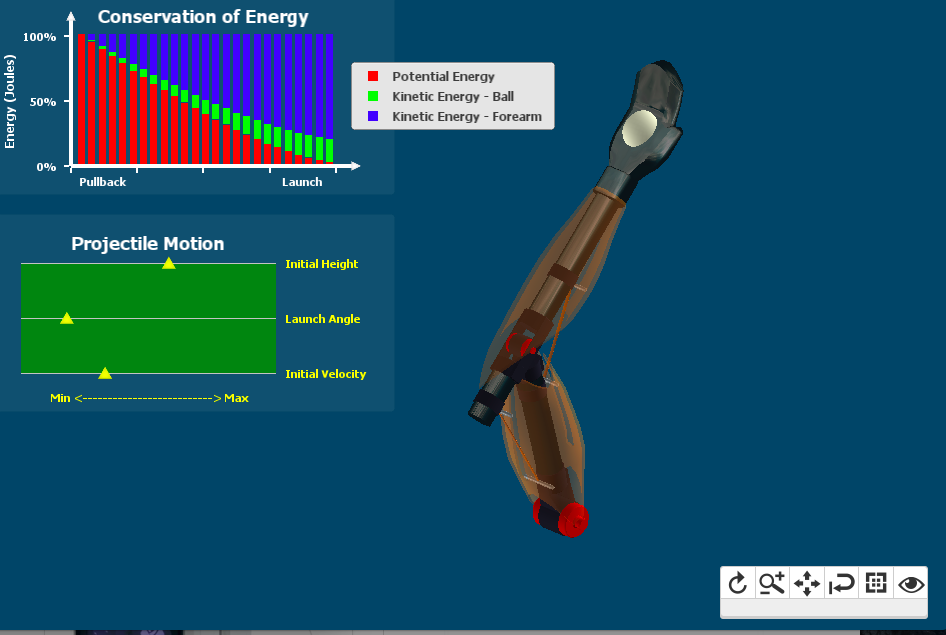 Conservation of Energy
100%
50%
0%
Energy (Joules)
Pullback
Launch
Potential Energy
Kinetic Energy - Ball
Kinetic Energy - Forearm
Projectile Motion
Initial Height
Launch Angle
Initial Velocity
Min <--------------------------> Max